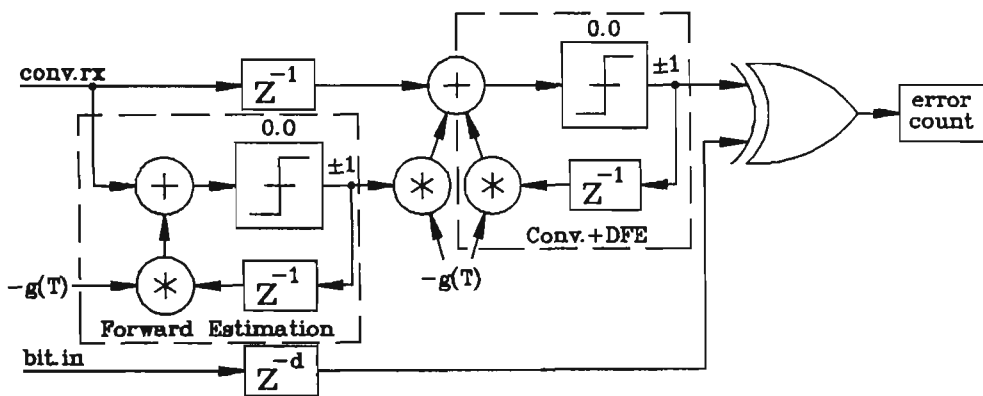 0.0
conv.rx
Z⁻¹
+
±1
error
count
0.0
+
±1
*
*
Z⁻¹
Conv.+DFE
-g(T)
*
Z⁻¹
-g(T)
Forward Estimation
bit.in
Z⁻ᵈ